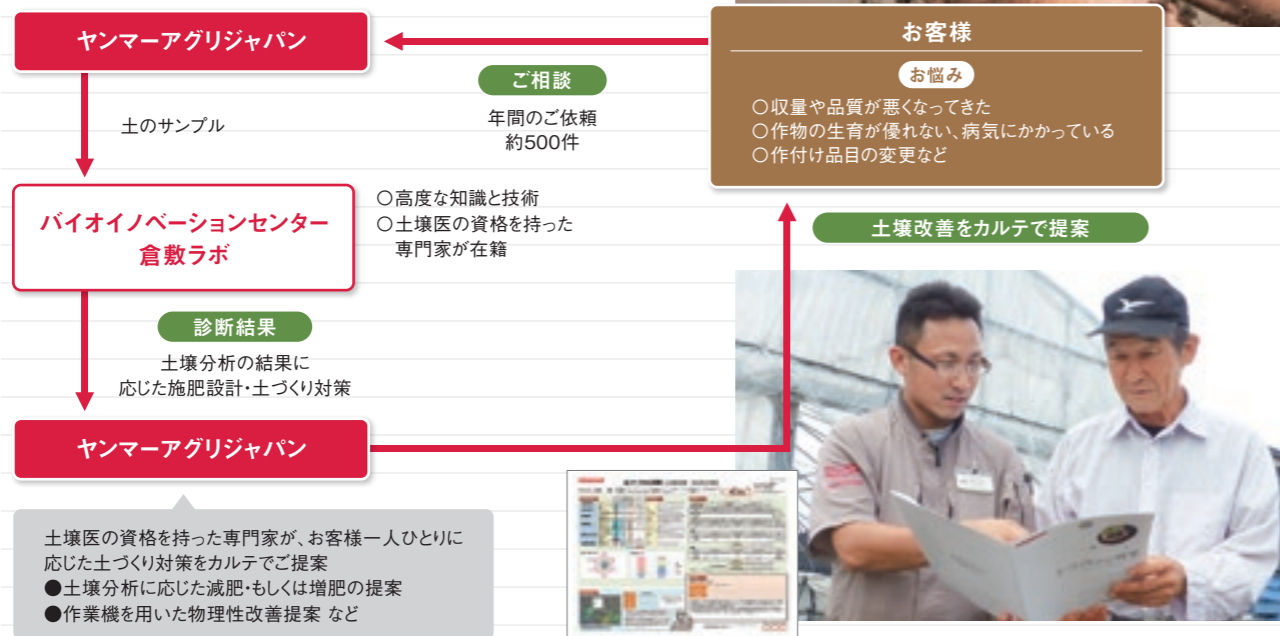 ヤンマーアグリジャパン
お客様
お悩み
○収量や品質が悪くなってきた
○作物の生育が優れない、病気にかかっている
○作付け品目の変更など
ご相談
年間のご依頼
約500件
土のサンプル
バイオイノベーションセンター
倉敷ラボ
○高度な知識と技術
○土壌医の資格を持った
専門家が在籍
土壌改善をカルテで提案
診断結果
土壌分析の結果に
応じた施肥設計・土づくり対策
ヤンマーアグリジャパン
土壌医の資格を持った専門家が、お客様一人ひとりに
応じた土づくり対策をカルテでご提案
●土壌分析に応じた減肥・もしくは増肥の提案
●作業機を用いた物理性改善提案 など